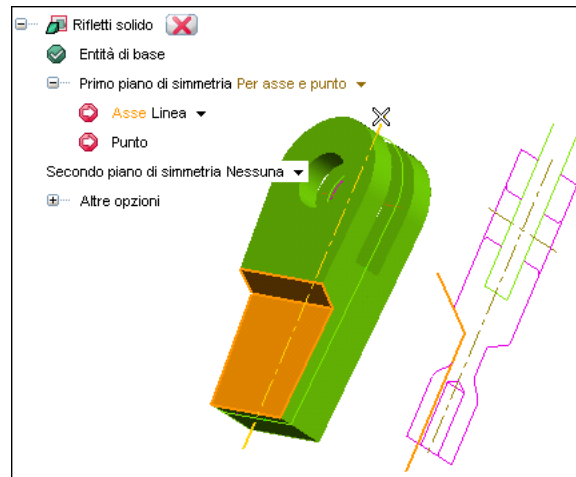 Rifletti solido
Entità di base
Primo piano di simmetria Per asse e punto
Asse Linea
Punto
Secondo piano di simmetria Nessuna
Altre opzioni